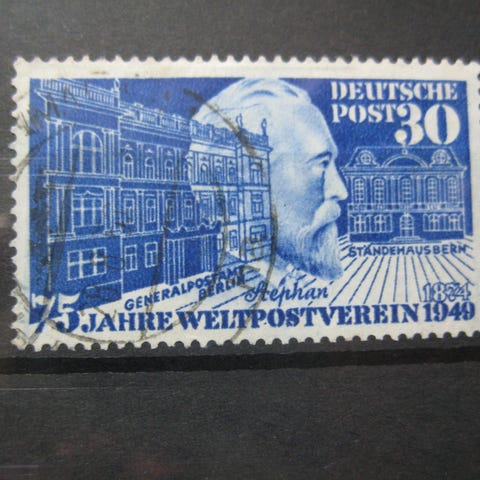 DEUTSCHE
POST 30
STÄNDEHAUS BERN
GENERALPOSTAMT
BERLIN
Stephan
1874
75 JAHRE WELTPOSTVEREIN 1949